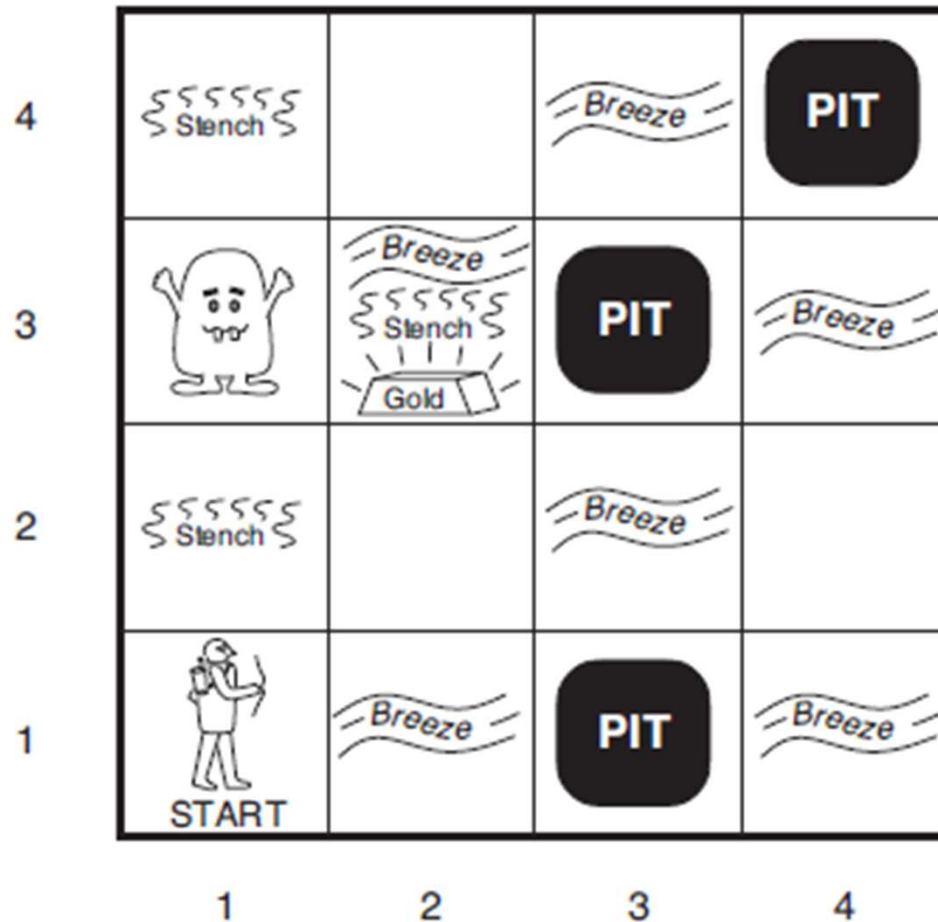 4
Stench
Breeze
PIT
3
Breeze
Stench
Gold
PIT
Breeze
2
Stench
Breeze
1
START
Breeze
PIT
Breeze
1 2 3 4